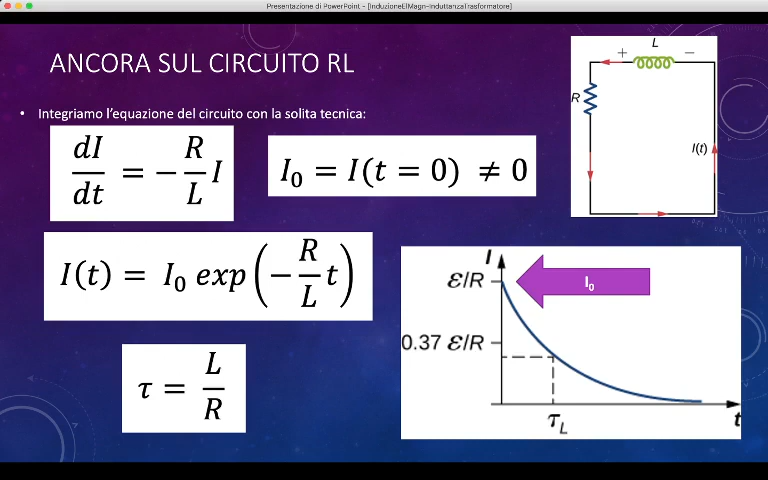 Presentazione di PowerPoint - [InduzioneElMagn-InduttanzaTrasformatore]
ANCORA SUL CIRCUITO RL
• Integriamo l'equazione del circuito con la solita tecnica:
dI/dt = −R/L I
I₀ = I(t = 0) ≠ 0
L
+ −
R
I(t)
I(t) = I₀ exp(−R/L t)
τ = L/R
I
ε/R
I₀
0.37 ε/R
τL
t